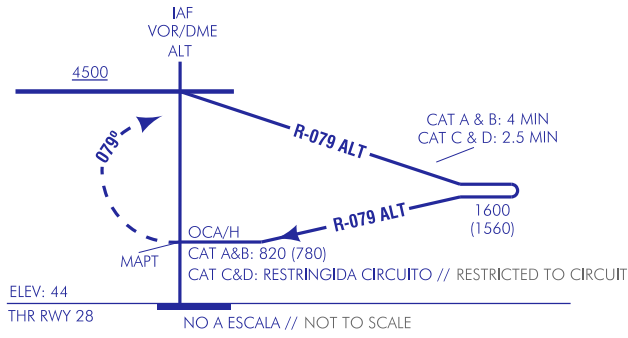 IAF
VOR/DME
ALT
4500
CAT A & B: 4 MIN
CAT C & D: 2.5 MIN
R-079 ALT
079º
R-079 ALT
1600
(1560)
OCA/H
CAT A&B: 820 (780)
MAPT
CAT C&D: RESTRINGIDA CIRCUITO // RESTRICTED TO CIRCUIT
ELEV: 44
THR RWY 28
NO A ESCALA // NOT TO SCALE